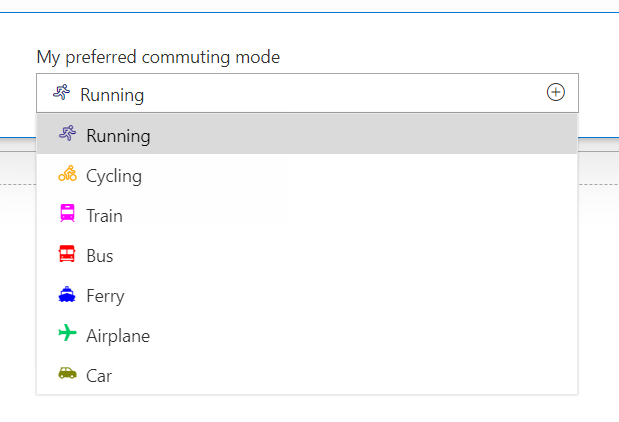 My preferred commuting mode
Running
Running
Cycling
Train
Bus
Ferry
Airplane
Car